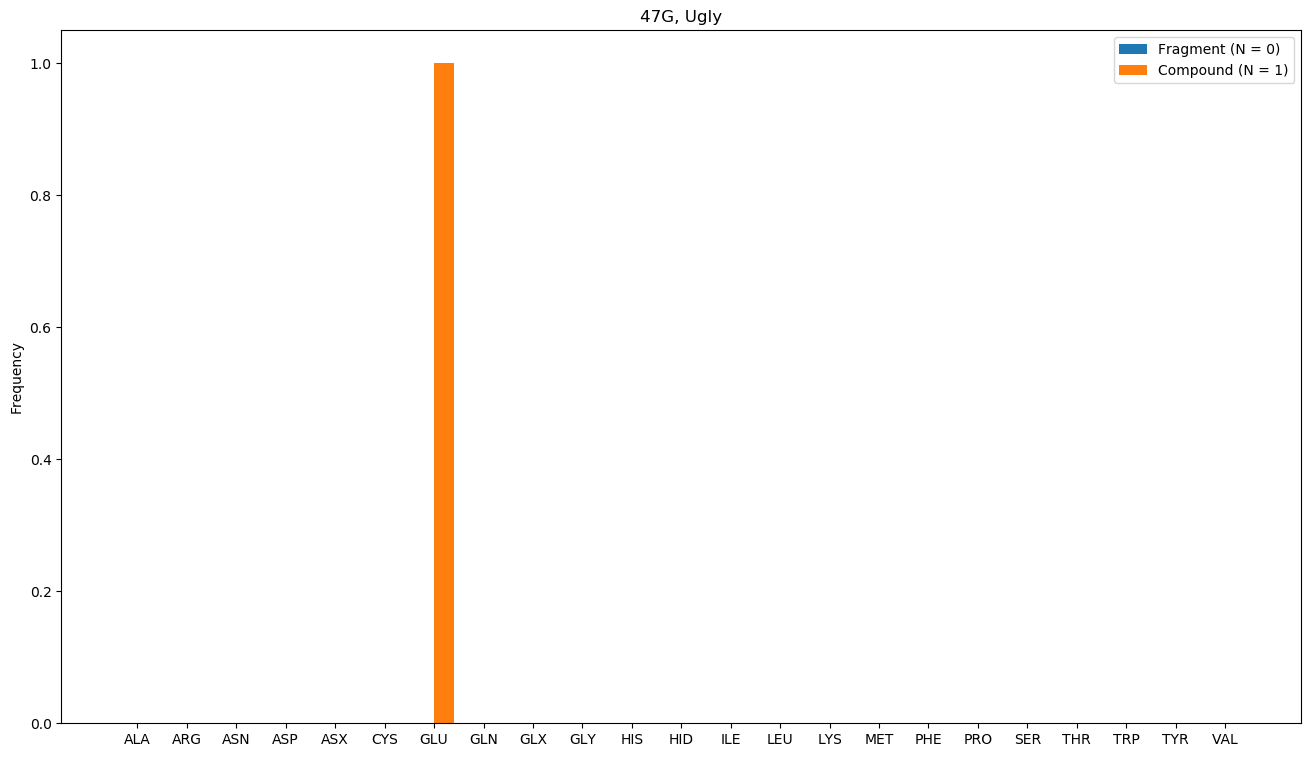 47G, Ugly
Fragment (N = 0)
Compound (N = 1)
Frequency
1.0
0.8
0.6
0.4
0.2
0.0
ALA ARG ASN ASP ASX CYS GLU GLN GLX GLY HIS HID ILE LEU LYS MET PHE PRO SER THR TRP TYR VAL